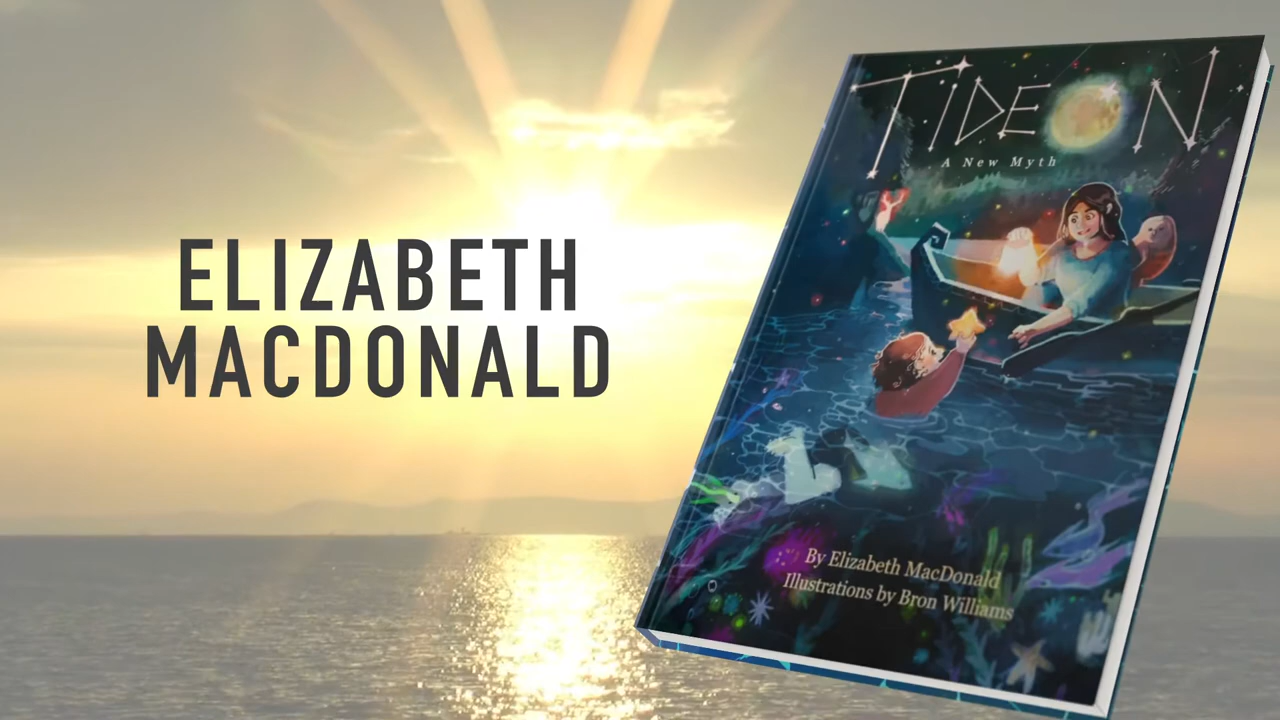 ELIZABETH
MACDONALD
TIDEON
A New Myth
By Elizabeth MacDonald
Illustrations by Bron Williams